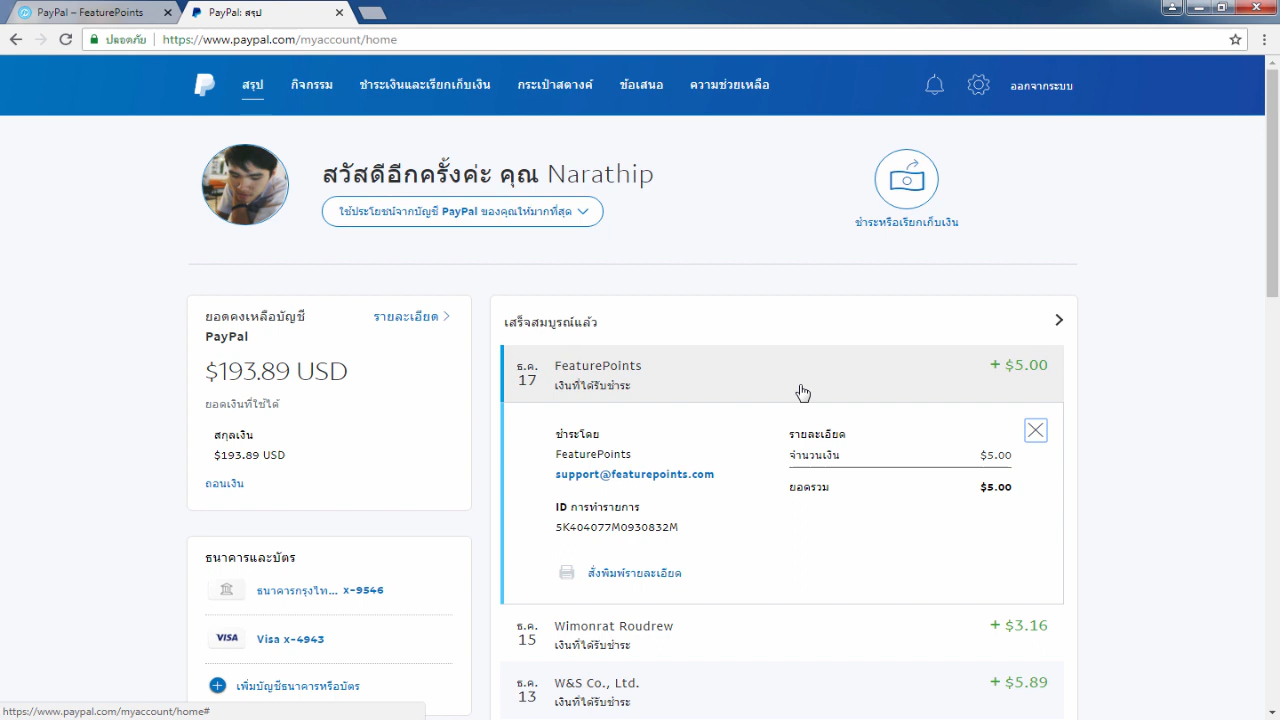 PayPal – FeaturePoints
PayPal: สรุป
ปลอดภัย
https://www.paypal.com/myaccount/home
สรุป
กิจกรรม
ชำระเงินและเรียกเก็บเงิน
กระเป๋าสตางค์
ข้อเสนอ
ความช่วยเหลือ
ออกจากระบบ
สวัสดีอีกครั้งค่ะ คุณ Narathip
ใช้ประโยชน์จากบัญชี PayPal ของคุณให้มากที่สุด
ชำระหรือเรียกเก็บเงิน
ยอดคงเหลือบัญชี
PayPal
รายละเอียด
$193.89 USD
ยอดเงินที่ใช้ได้
สกุลเงิน
$193.89 USD
ถอนเงิน
ธนาคารและบัตร
ธนาคารกรุงไท... x-9546
VISA
Visa x-4943
เพิ่มบัญชีธนาคารหรือบัตร
เสร็จสมบูรณ์แล้ว
ธ.ค.
17
FeaturePoints
เงินที่ได้รับชำระ
+ $5.00
ชำระโดย
FeaturePoints
support@featurepoints.com
ID การทำรายการ
5K404077M0930832M
สั่งพิมพ์รายละเอียด
รายละเอียด
จำนวนเงิน $5.00
ยอดรวม $5.00
ธ.ค.
15
Wimonrat Roudrew
เงินที่ได้รับชำระ
+ $3.16
ธ.ค.
13
W&S Co., Ltd.
เงินที่ได้รับชำระ
+ $5.89
https://www.paypal.com/myaccount/home#